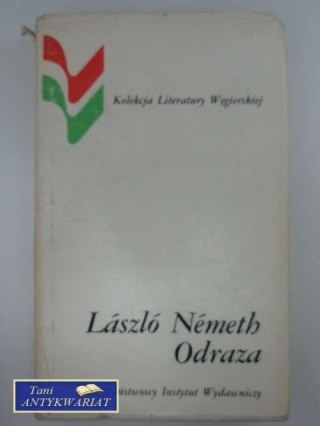 Kolekcja Literatury Węgierskiej
László Németh
Odraza
Instytut Wydawniczy
Tani
ANTYKWARIAT